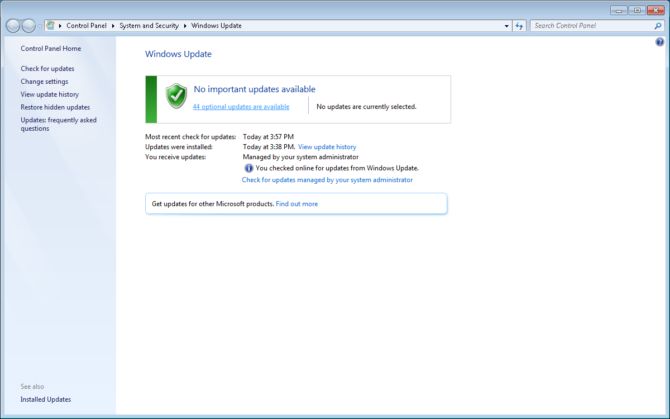 Control Panel ▸ System and Security ▸ Windows Update
Search Control Panel
Control Panel Home
Check for updates
Change settings
View update history
Restore hidden updates
Updates: frequently asked
questions
Windows Update
No important updates available
44 optional updates are available
No updates are currently selected.
Most recent check for updates: Today at 3:57 PM
Updates were installed: Today at 3:38 PM. View update history
You receive updates: Managed by your system administrator
You checked online for updates from Windows Update.
Check for updates managed by your system administrator
Get updates for other Microsoft products. Find out more
See also
Installed Updates